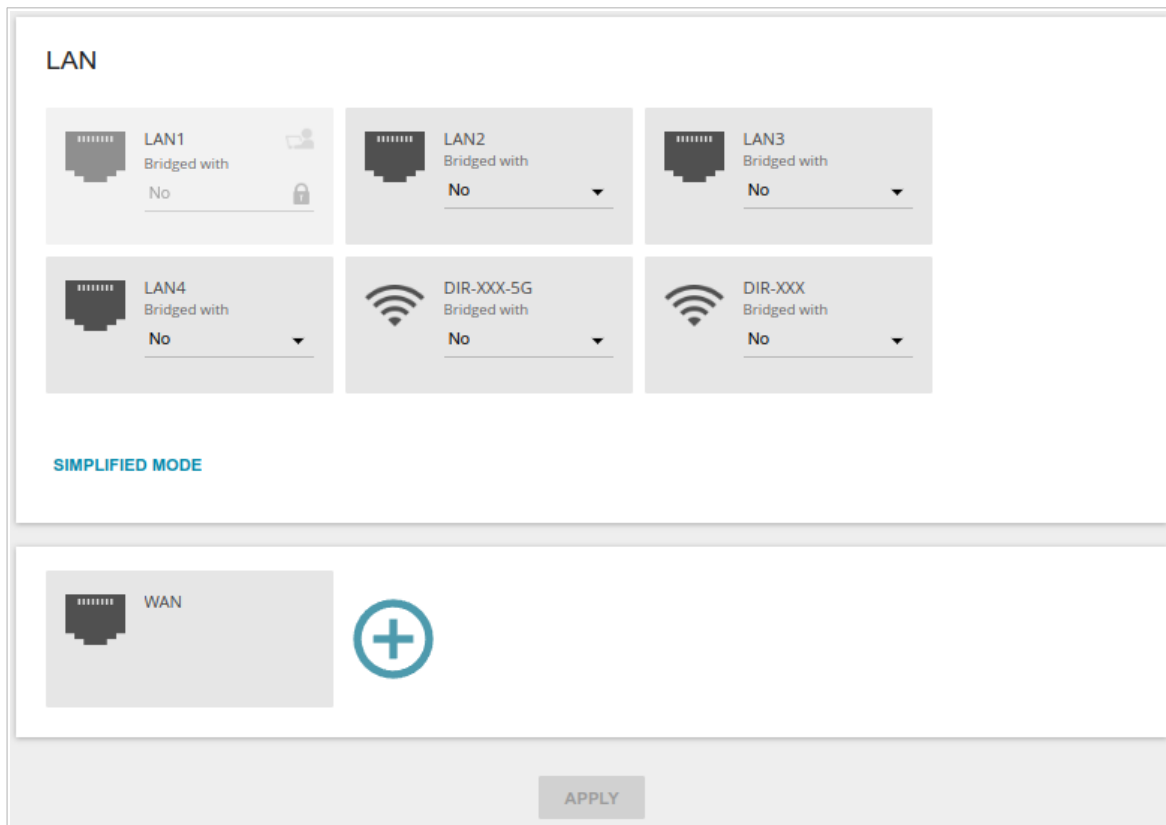 LAN
LAN1
Bridged with
No
LAN2
Bridged with
No
LAN3
Bridged with
No
LAN4
Bridged with
No
DIR-XXX-5G
Bridged with
No
DIR-XXX
Bridged with
No
SIMPLIFIED MODE
WAN
APPLY